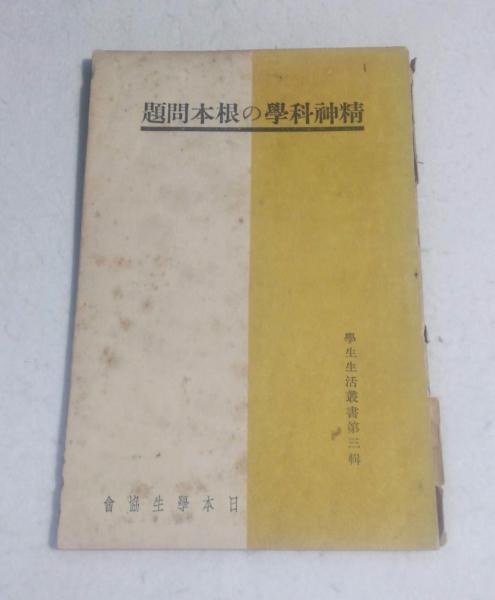 精神科學の根本問題
學生生活叢書第三輯
日本學生協會